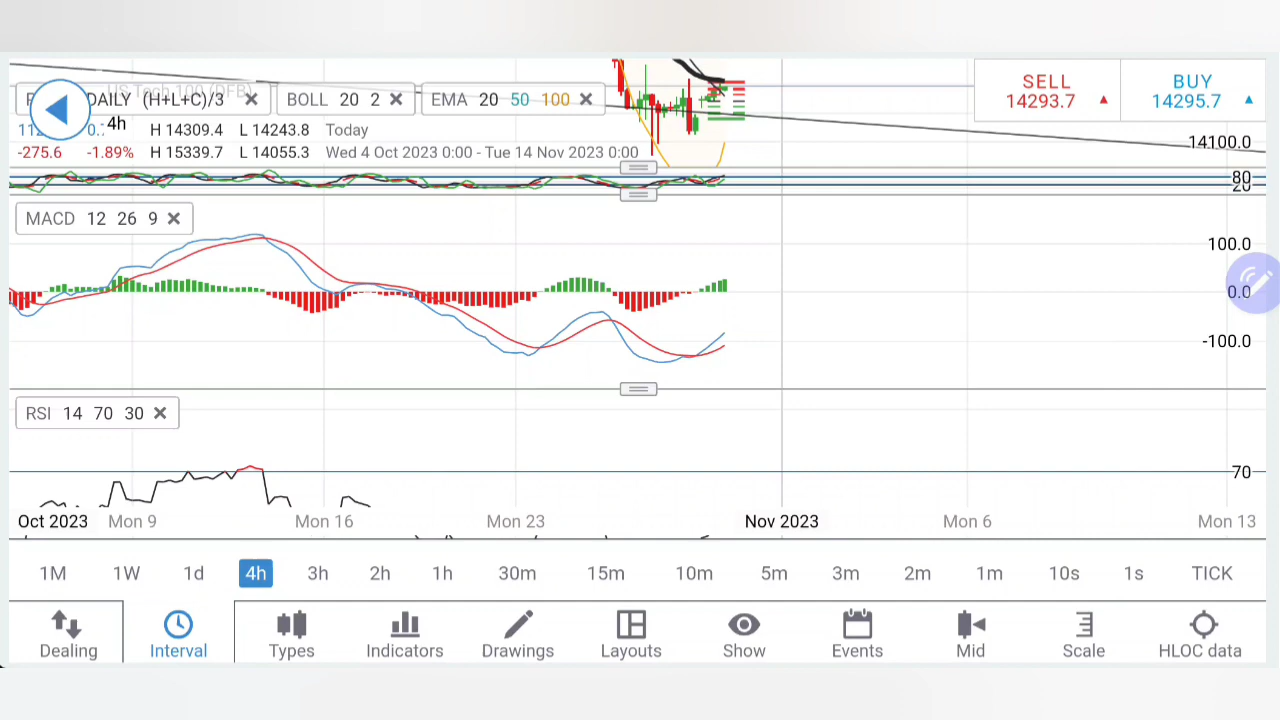 US Tech 100 (DFB)
DAILY (H+L+C)/3
BOLL 20 2
EMA 20 50 100
4h
H 14309.4 L 14243.8 Today
-275.6 -1.89% H 15339.7 L 14055.3 Wed 4 Oct 2023 0:00 - Tue 14 Nov 2023 0:00
SELL
14293.7
BUY
14295.7
14100.0
80
20
MACD 12 26 9
100.0
0.0
-100.0
RSI 14 70 30
70
Oct 2023 Mon 9 Mon 16 Mon 23 Nov 2023 Mon 6 Mon 13
1M 1W 1d 4h 3h 2h 1h 30m 15m 10m 5m 3m 2m 1m 10s 1s TICK
Dealing Interval Types Indicators Drawings Layouts Show Events Mid Scale HLOC data